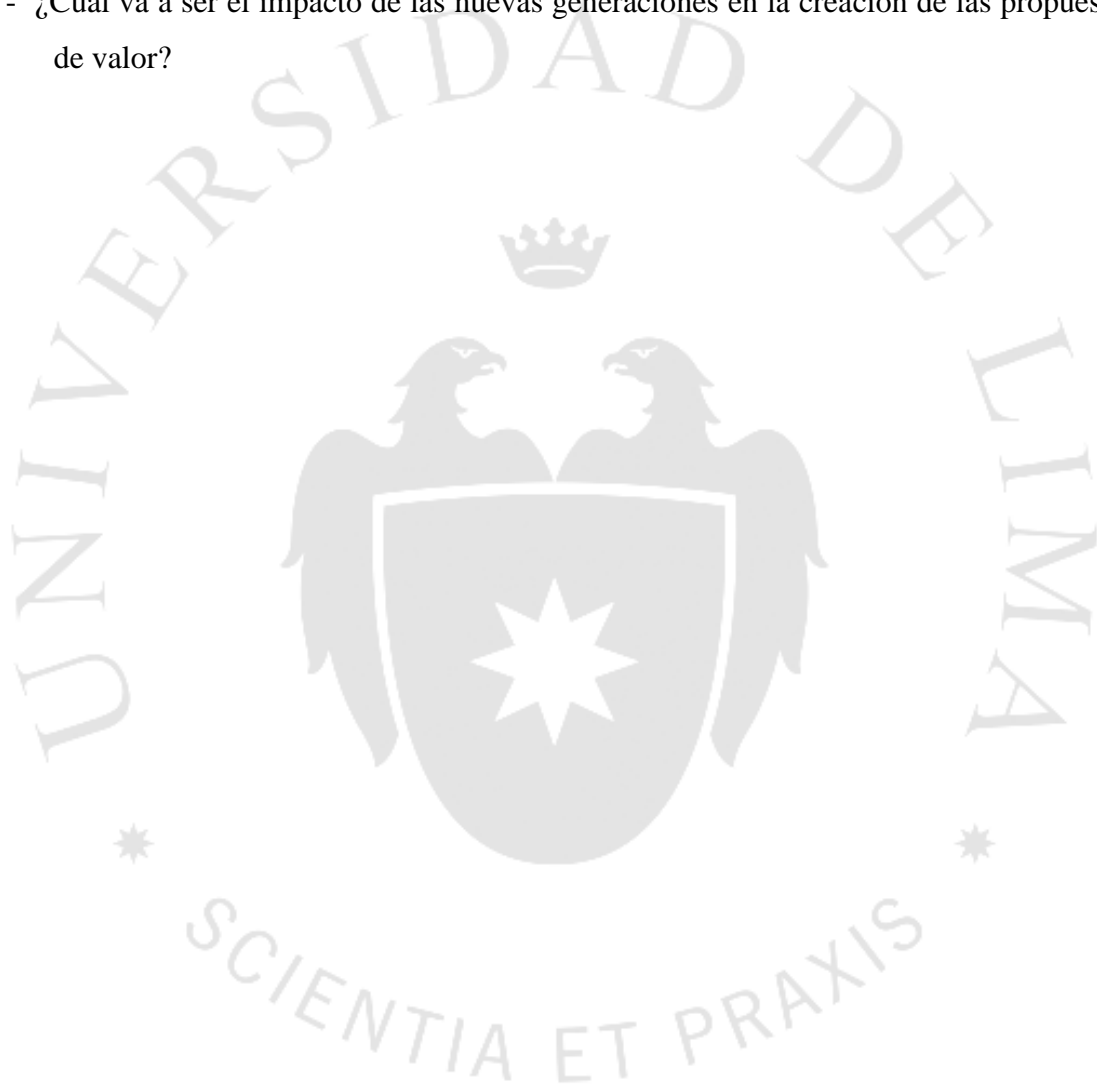 - ¿Cuál va a ser el impacto de las nuevas generaciones en la creación de las
de valor?
UNIVERSIDAD DE LIMA
SCIENTIA ET PRAXIS